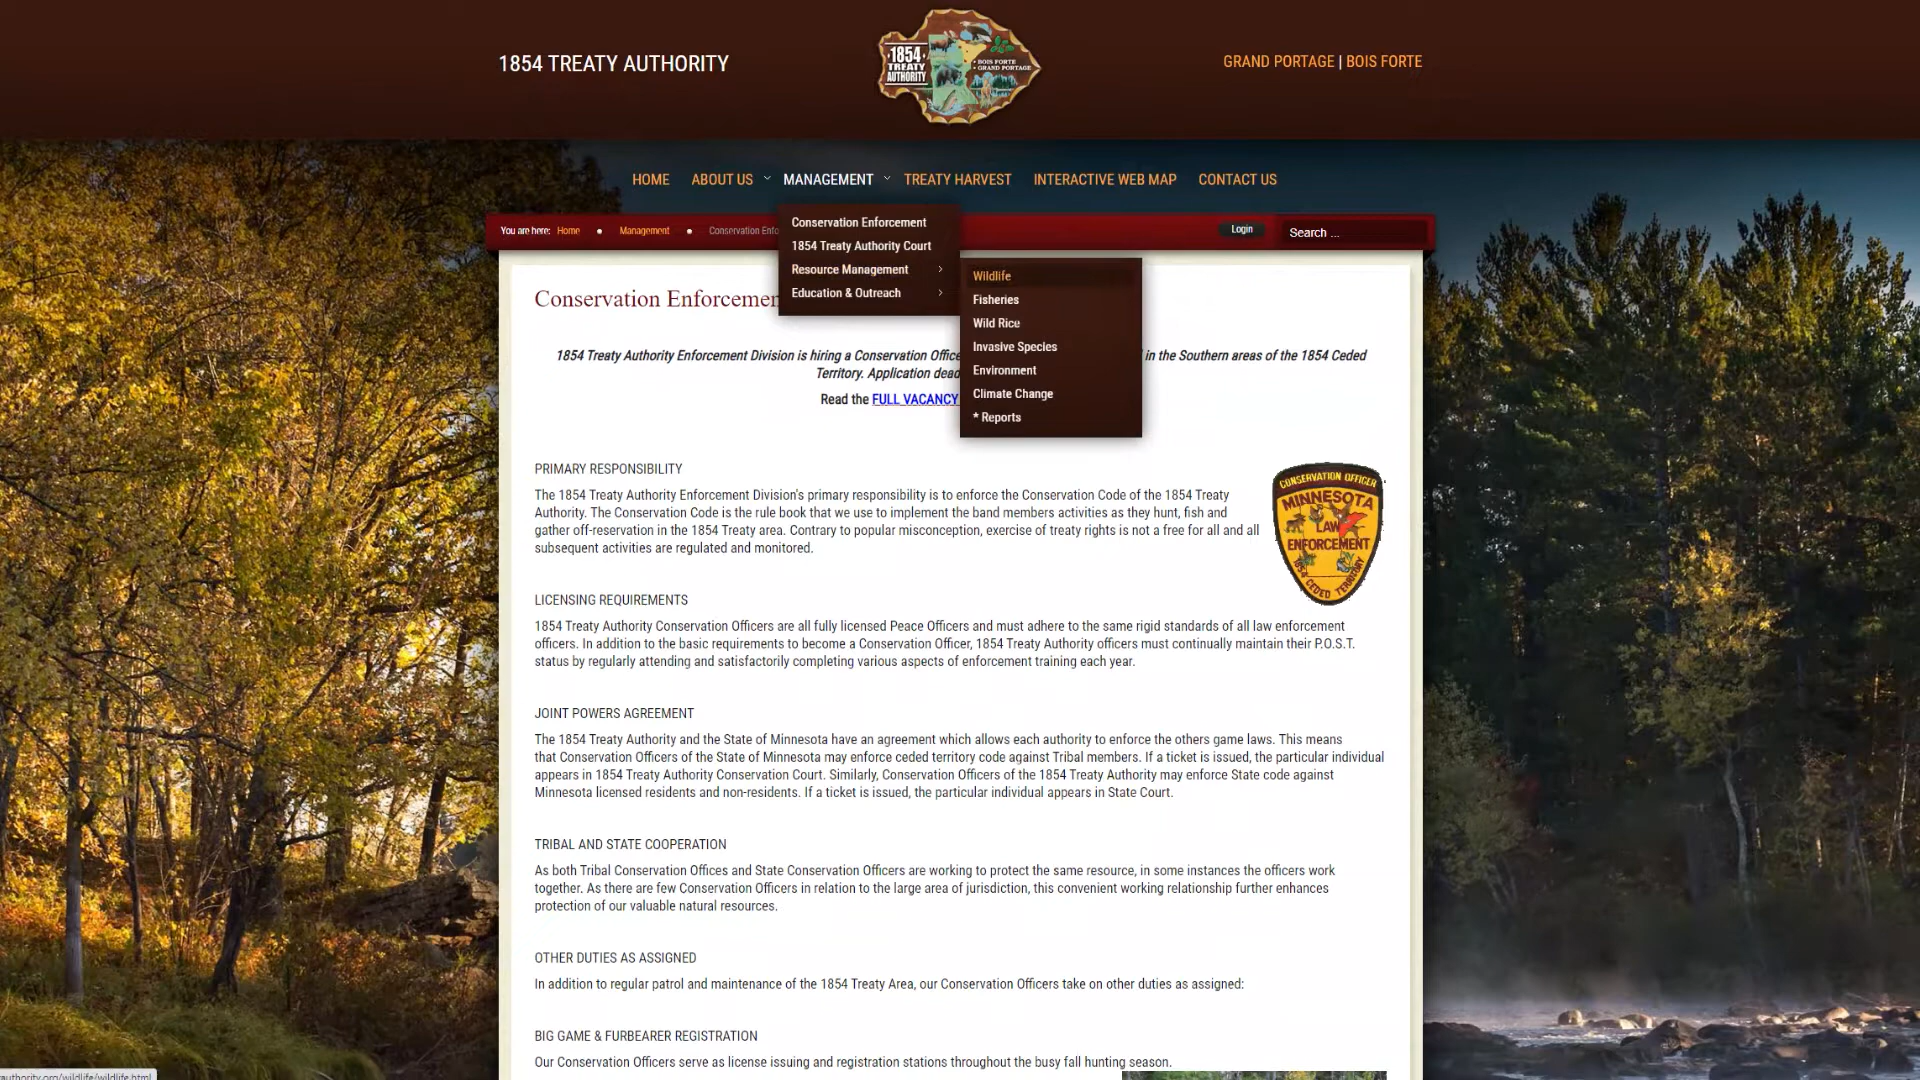 1854 TREATY AUTHORITY
1854
TREATY
AUTHORITY
• BOIS FORTE
• GRAND PORTAGE
GRAND PORTAGE | BOIS FORTE
HOME ABOUT US MANAGEMENT TREATY HARVEST INTERACTIVE WEB MAP CONTACT US
You are here: Home • Management • Conservation Enfo
Login
Search ...
Conservation Enforcement
1854 Treaty Authority Court
Resource Management
Education & Outreach
Wildlife
Fisheries
Wild Rice
Invasive Species
Environment
Climate Change
* Reports
Conservation Enforcemen
1854 Treaty Authority Enforcement Division is hiring a Conservation Office in the Southern areas of the 1854 Ceded
Territory. Application dead
Read the FULL VACANCY
PRIMARY RESPONSIBILITY
The 1854 Treaty Authority Enforcement Division's primary responsibility is to enforce the Conservation Code of the 1854 Treaty
Authority. The Conservation Code is the rule book that we use to implement the band members activities as they hunt, fish and
gather off-reservation in the 1854 Treaty area. Contrary to popular misconception, exercise of treaty rights is not a free for all and all
subsequent activities are regulated and monitored.
CONSERVATION OFFICER
MINNESOTA
LAW
ENFORCEMENT
1854 CEDED TERRITORY
LICENSING REQUIREMENTS
1854 Treaty Authority Conservation Officers are all fully licensed Peace Officers and must adhere to the same rigid standards of all law enforcement
officers. In addition to the basic requirements to become a Conservation Officer, 1854 Treaty Authority officers must continually maintain their P.O.S.T.
status by regularly attending and satisfactorily completing various aspects of enforcement training each year.
JOINT POWERS AGREEMENT
The 1854 Treaty Authority and the State of Minnesota have an agreement which allows each authority to enforce the others game laws. This means
that Conservation Officers of the State of Minnesota may enforce ceded territory code against Tribal members. If a ticket is issued, the particular individual
appears in 1854 Treaty Authority Conservation Court. Similarly, Conservation Officers of the 1854 Treaty Authority may enforce State code against
Minnesota licensed residents and non-residents. If a ticket is issued, the particular individual appears in State Court.
TRIBAL AND STATE COOPERATION
As both Tribal Conservation Offices and State Conservation Officers are working to protect the same resource, in some instances the officers work
together. As there are few Conservation Officers in relation to the large area of jurisdiction, this convenient working relationship further enhances
protection of our valuable natural resources.
OTHER DUTIES AS ASSIGNED
In addition to regular patrol and maintenance of the 1854 Treaty Area, our Conservation Officers take on other duties as assigned:
BIG GAME & FURBEARER REGISTRATION
Our Conservation Officers serve as license issuing and registration stations throughout the busy fall hunting season.
authority.org/wildlife/wildlife.html